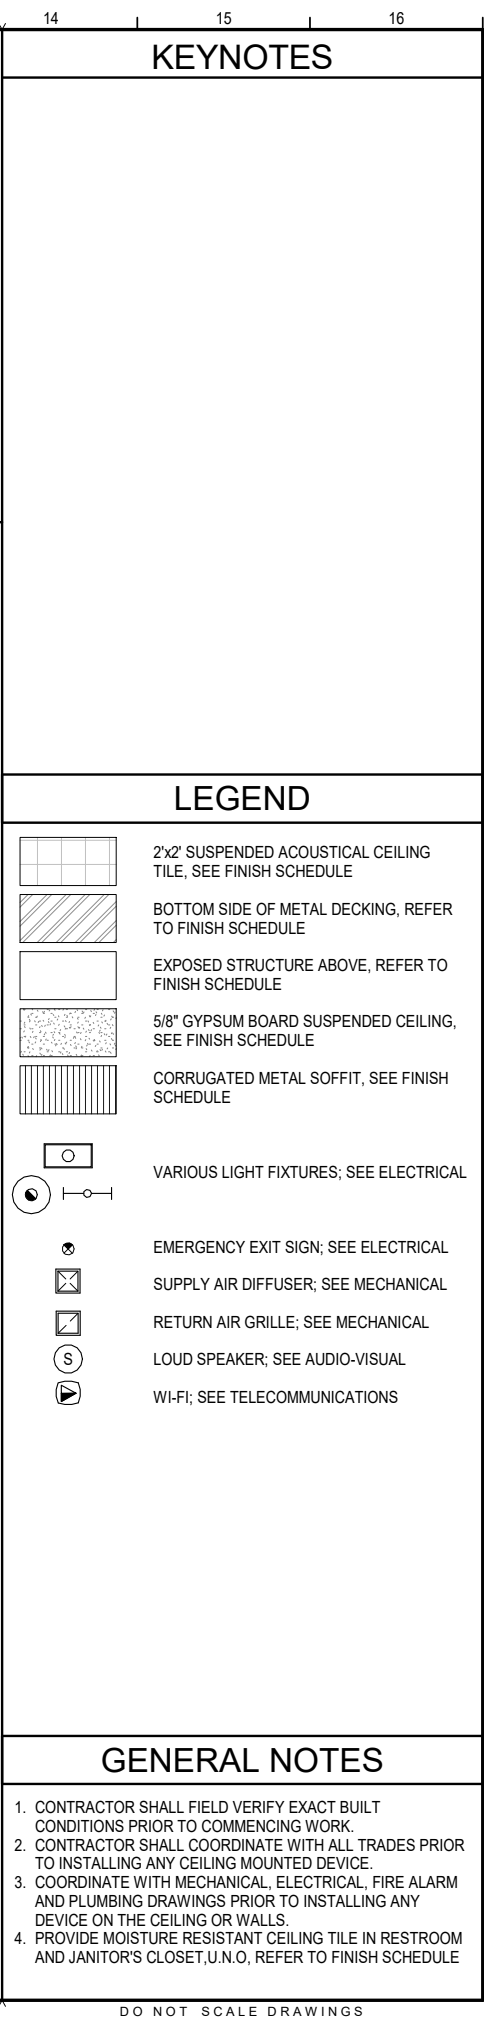 14 15 16
KEYNOTES
LEGEND
2'x2' SUSPENDED ACOUSTICAL CEILING
TILE, SEE FINISH SCHEDULE
BOTTOM SIDE OF METAL DECKING, REFER
TO FINISH SCHEDULE
EXPOSED STRUCTURE ABOVE, REFER TO
FINISH SCHEDULE
5/8" GYPSUM BOARD SUSPENDED CEILING,
SEE FINISH SCHEDULE
CORRUGATED METAL SOFFIT, SEE FINISH
SCHEDULE
VARIOUS LIGHT FIXTURES; SEE ELECTRICAL
EMERGENCY EXIT SIGN; SEE ELECTRICAL
SUPPLY AIR DIFFUSER; SEE MECHANICAL
RETURN AIR GRILLE; SEE MECHANICAL
S LOUD SPEAKER; SEE AUDIO-VISUAL
WI-FI; SEE TELECOMMUNICATIONS
GENERAL NOTES
1. CONTRACTOR SHALL FIELD VERIFY EXACT BUILT
CONDITIONS PRIOR TO COMMENCING WORK.
2. CONTRACTOR SHALL COORDINATE WITH ALL TRADES PRIOR
TO INSTALLING ANY CEILING MOUNTED DEVICE.
3. COORDINATE WITH MECHANICAL, ELECTRICAL, FIRE ALARM
AND PLUMBING DRAWINGS PRIOR TO INSTALLING ANY
DEVICE ON THE CEILING OR WALLS.
4. PROVIDE MOISTURE RESISTANT CEILING TILE IN RESTROOM
AND JANITOR'S CLOSET,U.N.O, REFER TO FINISH SCHEDULE
DO NOT SCALE DRAWINGS